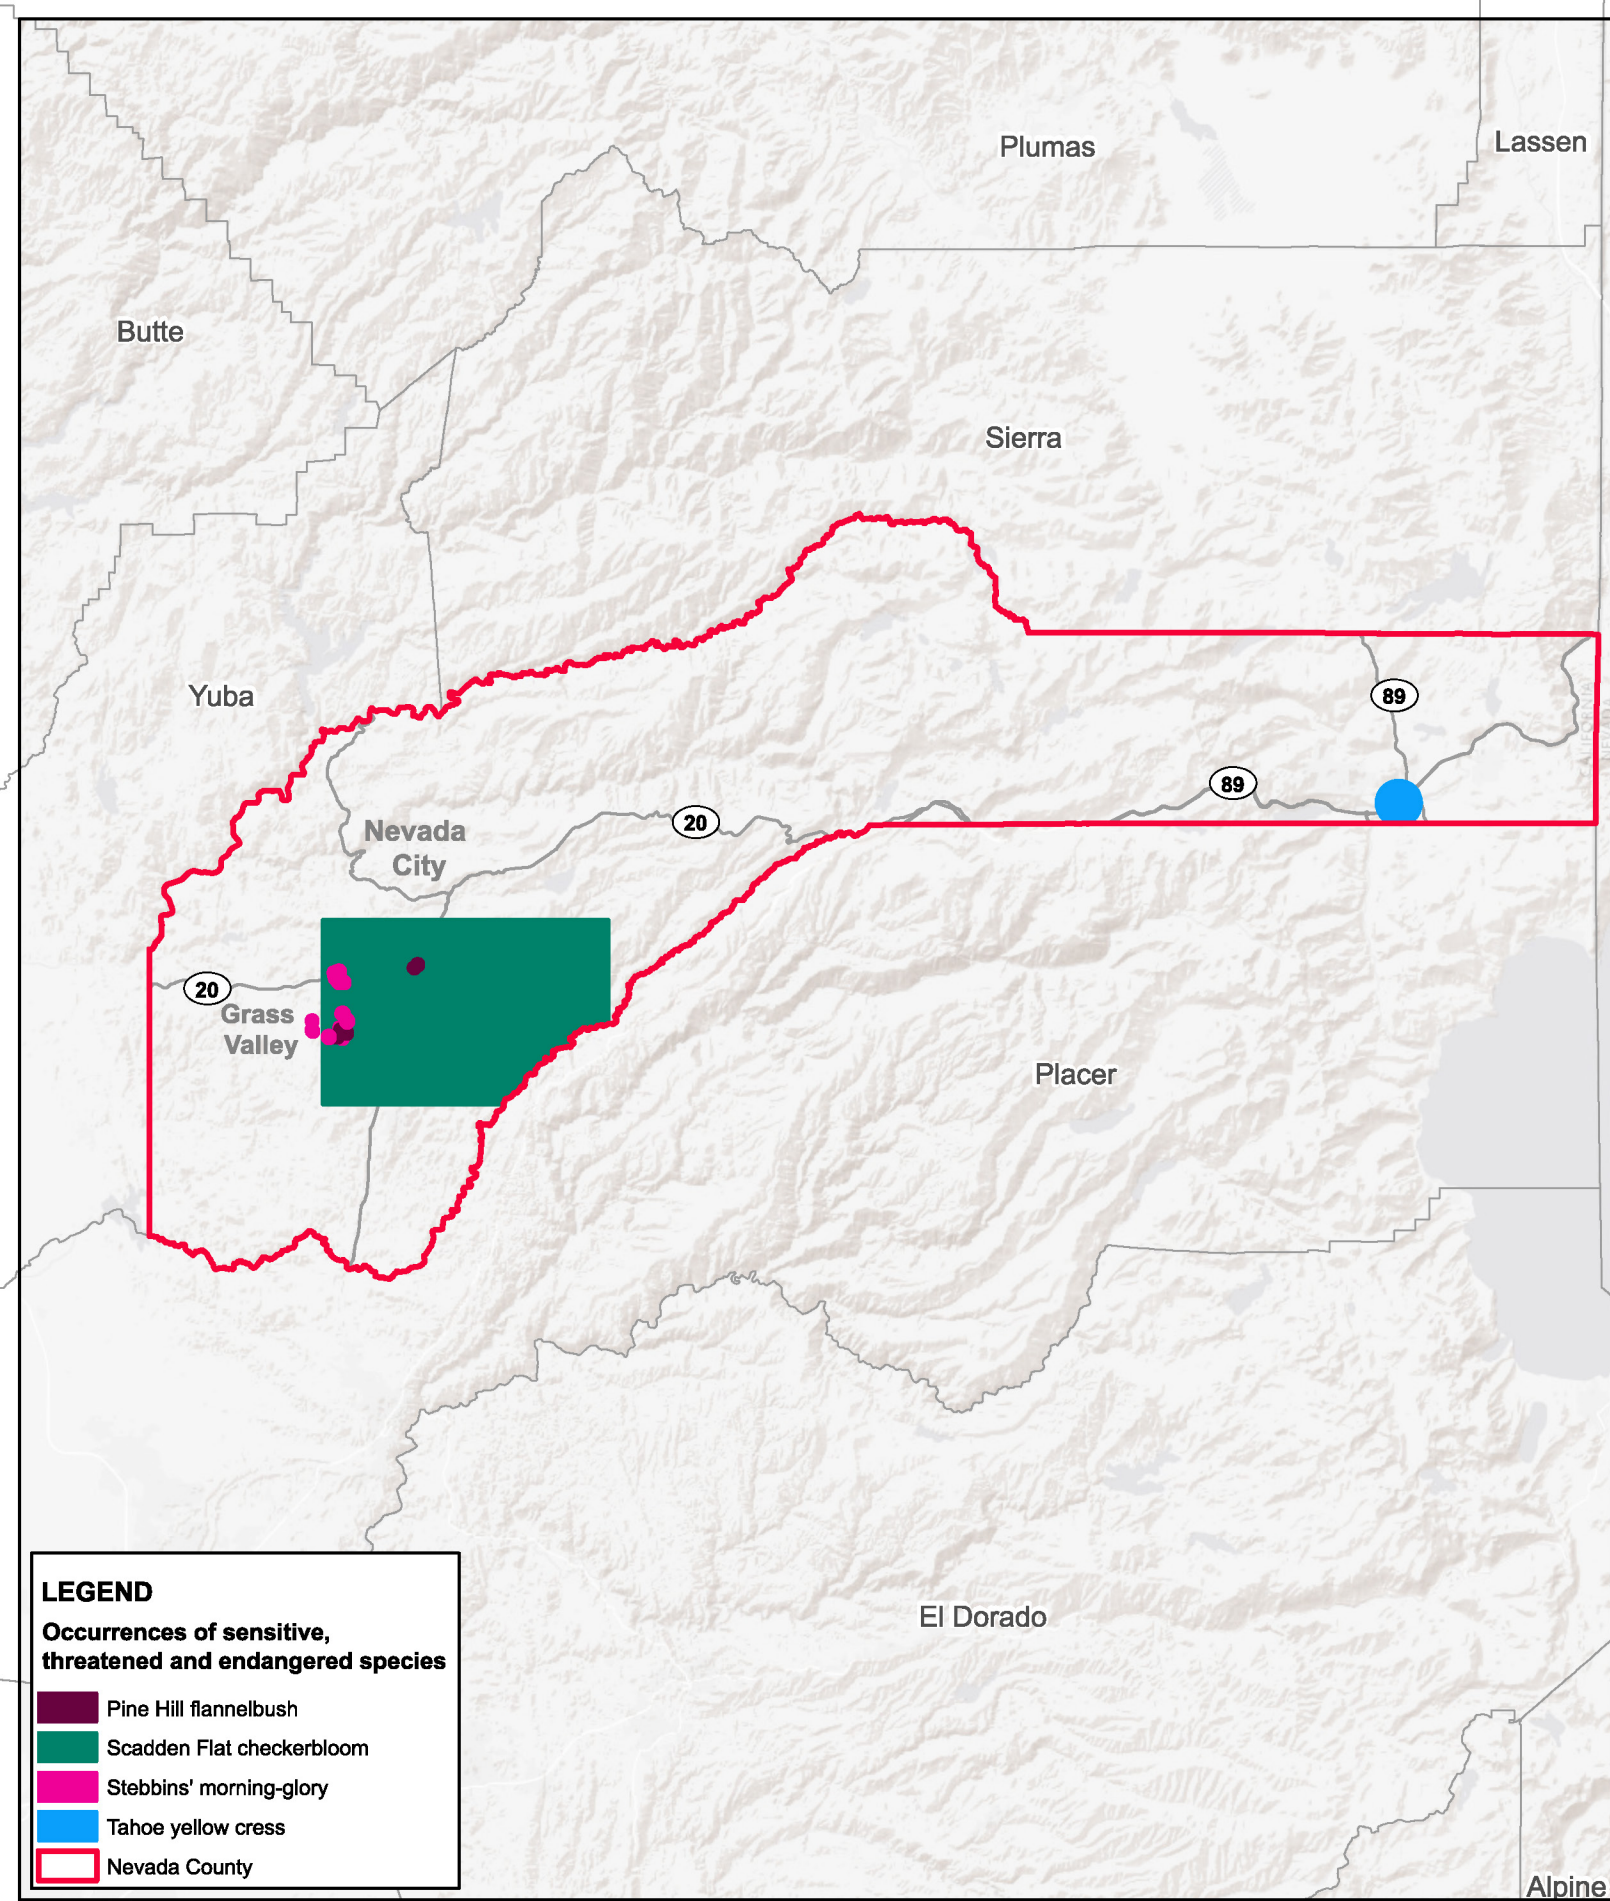 Plumas
Lassen
Butte
Sierra
Yuba
89
89
20
Nevada
City
20
Grass
Valley
Placer
El Dorado
Alpine
LEGEND
Occurrences of sensitive,
threatened and endangered species
Pine Hill flannelbush
Scadden Flat checkerbloom
Stebbins' morning-glory
Tahoe yellow cress
Nevada County